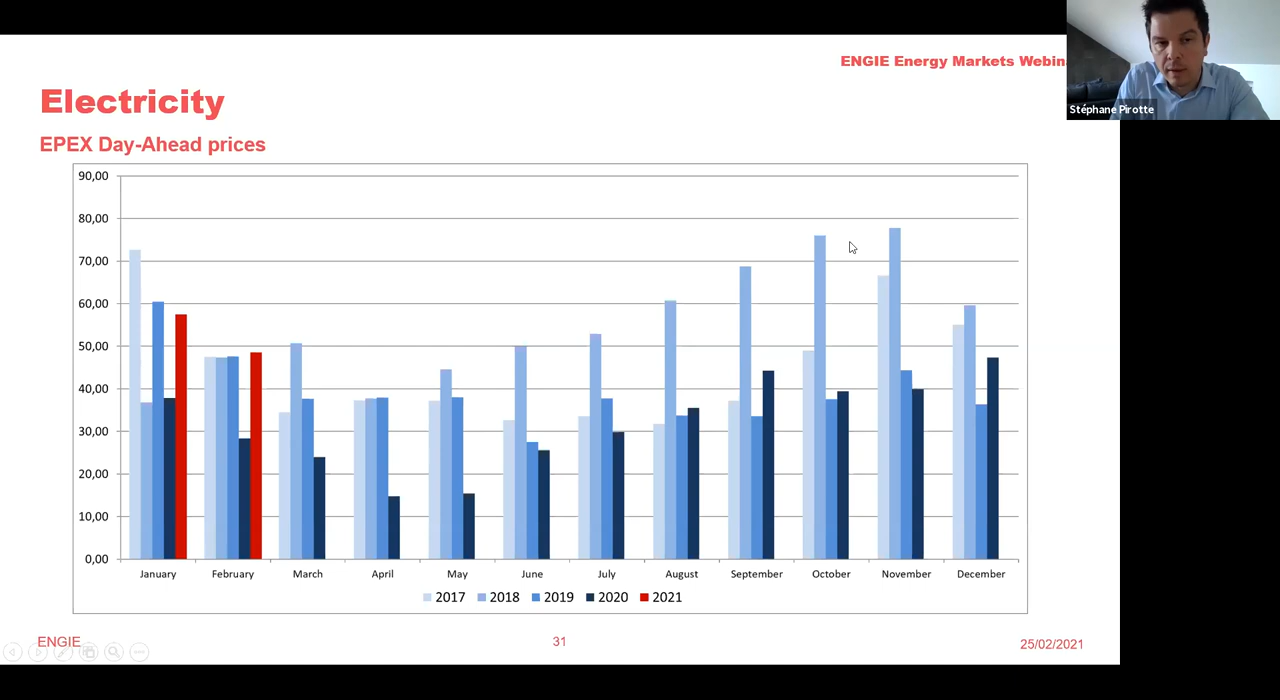 ENGIE Energy Markets Webin
Stéphane Pirotte
Electricity
EPEX Day-Ahead prices
90,00
80,00
70,00
60,00
50,00
40,00
30,00
20,00
10,00
0,00
January February March April May June July August September October November December
2017 2018 2019 2020 2021
ENGIE 31 25/02/2021